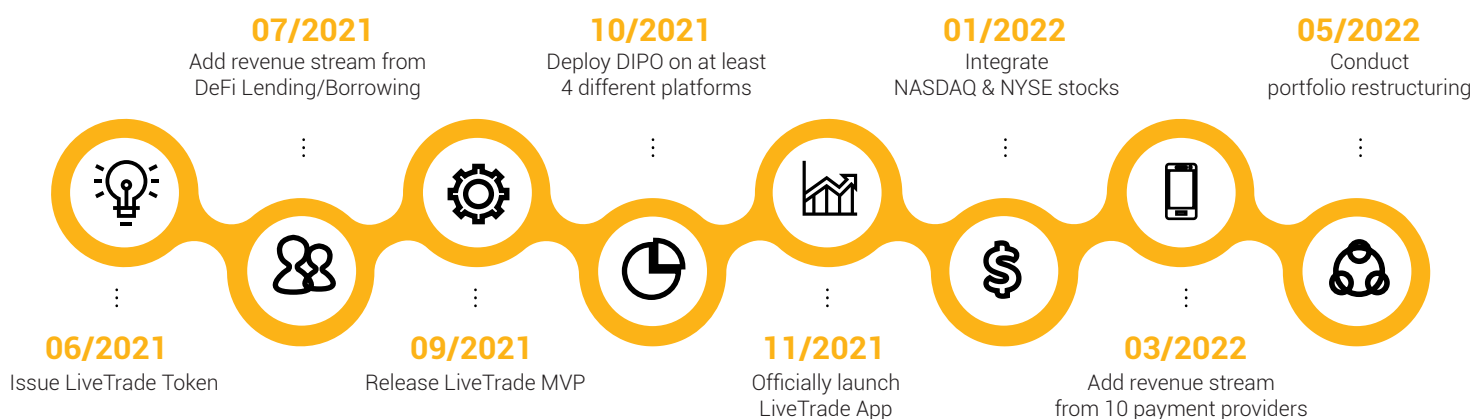 07/2021
Add revenue stream from
DeFi Lending/Borrowing
10/2021
Deploy DIPO on at least
4 different platforms
01/2022
Integrate
NASDAQ & NYSE stocks
05/2022
Conduct
portfolio restructuring
06/2021
Issue LiveTrade Token
09/2021
Release LiveTrade MVP
11/2021
Officially launch
LiveTrade App
03/2022
Add revenue stream
from 10 payment providers